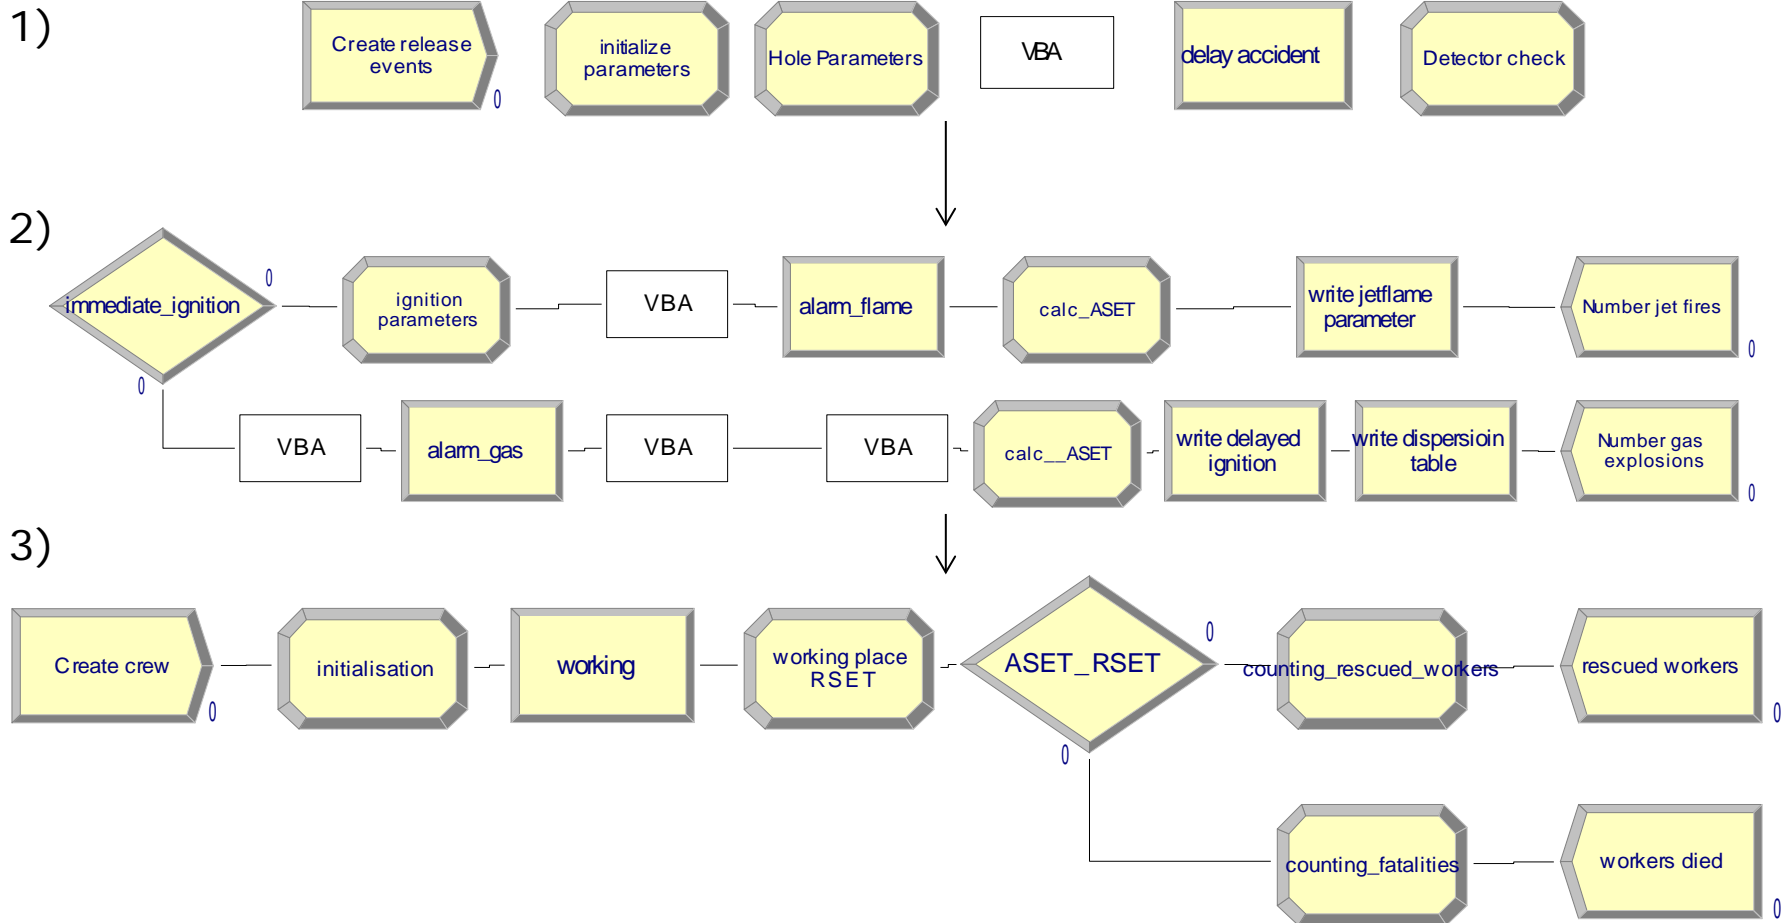 1)
Create release
events
0
initialize
parameters
Hole Parameters
VBA
delay accident
Detector check
2)
immediate_ignition
0
0
ignition
parameters
VBA
alarm_flame
calc_ASET
write jetflame
parameter
Number jet fires
0
VBA
alarm_gas
VBA
VBA
calc__ASET
write delayed
ignition
write dispersioin
table
Number gas
explosions
0
3)
Create crew
0
initialisation
working
working place
RSET
ASET_RSET
0
0
counting_rescued_workers
rescued workers
0
counting_fatalities
workers died
0